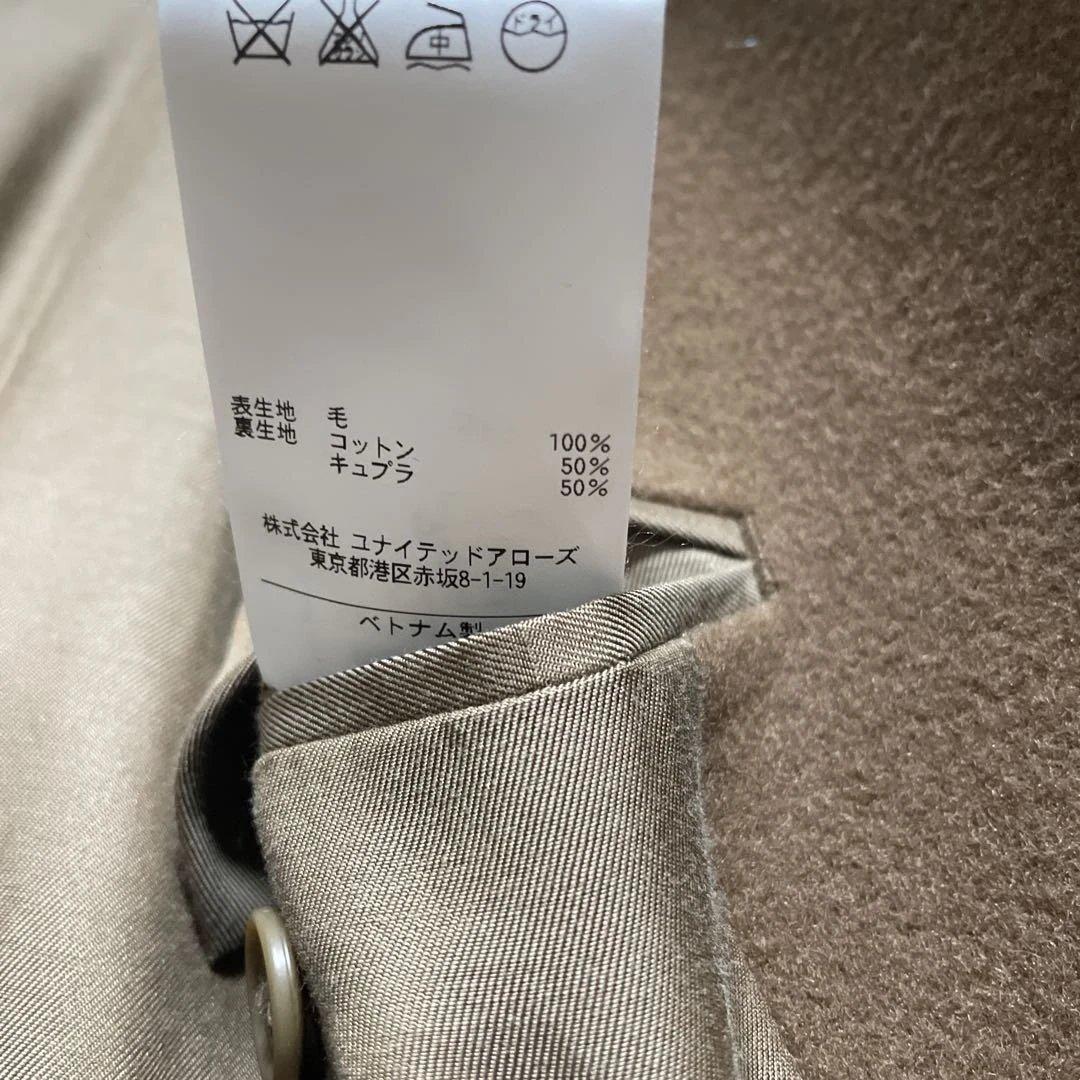 中 ドライ
表生地 毛 100%
裏生地 コットン 50%
キュプラ 50%
株式会社 ユナイテッドアローズ
東京都港区赤坂8-1-19
ベトナム製